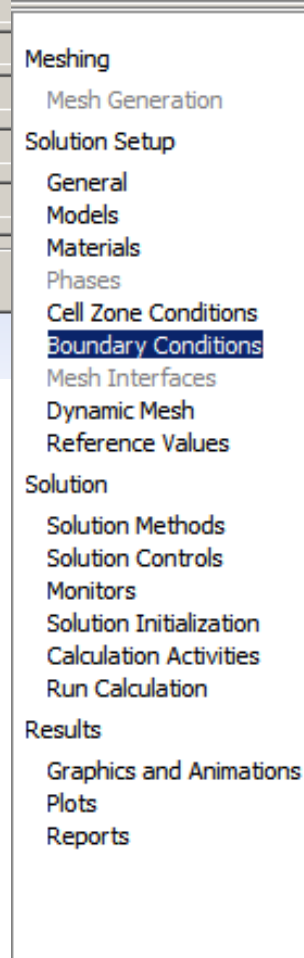 Meshing
Mesh Generation
Solution Setup
General
Models
Materials
Phases
Cell Zone Conditions
Boundary Conditions
Mesh Interfaces
Dynamic Mesh
Reference Values
Solution
Solution Methods
Solution Controls
Monitors
Solution Initialization
Calculation Activities
Run Calculation
Results
Graphics and Animations
Plots
Reports